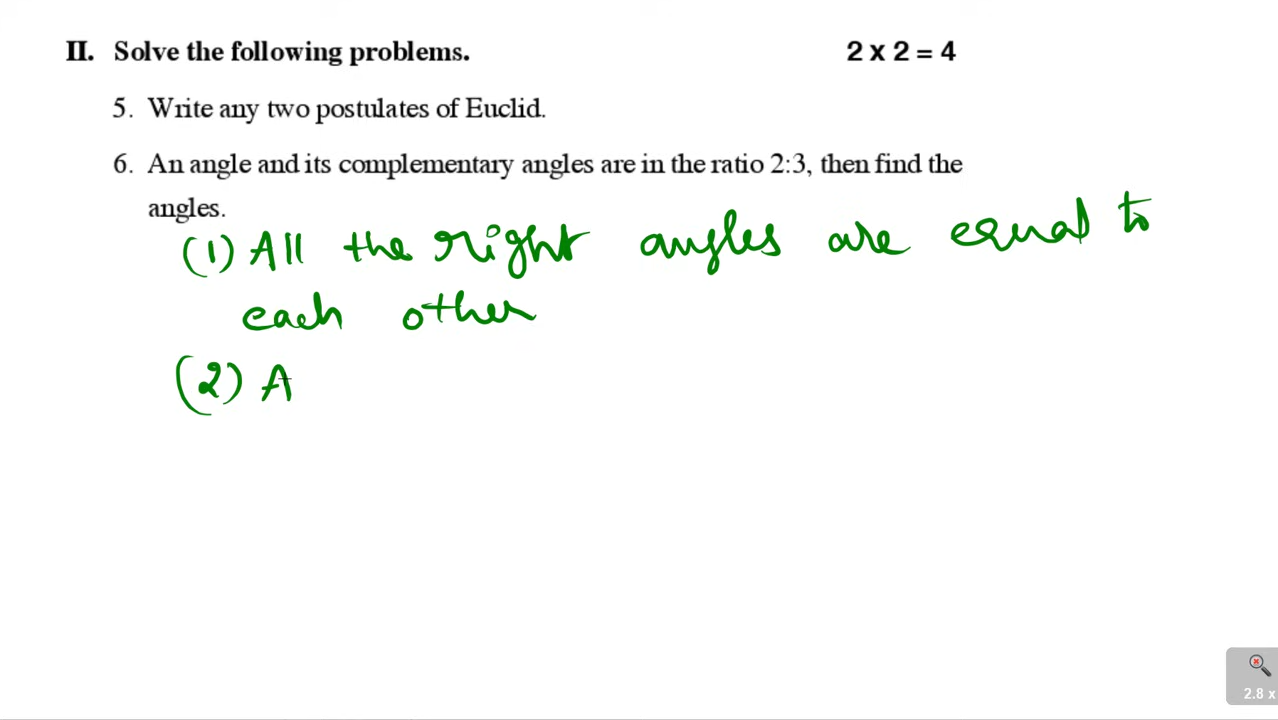 II. Solve the following problems. 2 x 2 = 4
5. Write any two postulates of Euclid.
6. An angle and its complementary angles are in the ratio 2:3, then find the
angles.
(1) All the right angles are equal to
each other
(2) A
2.8 x